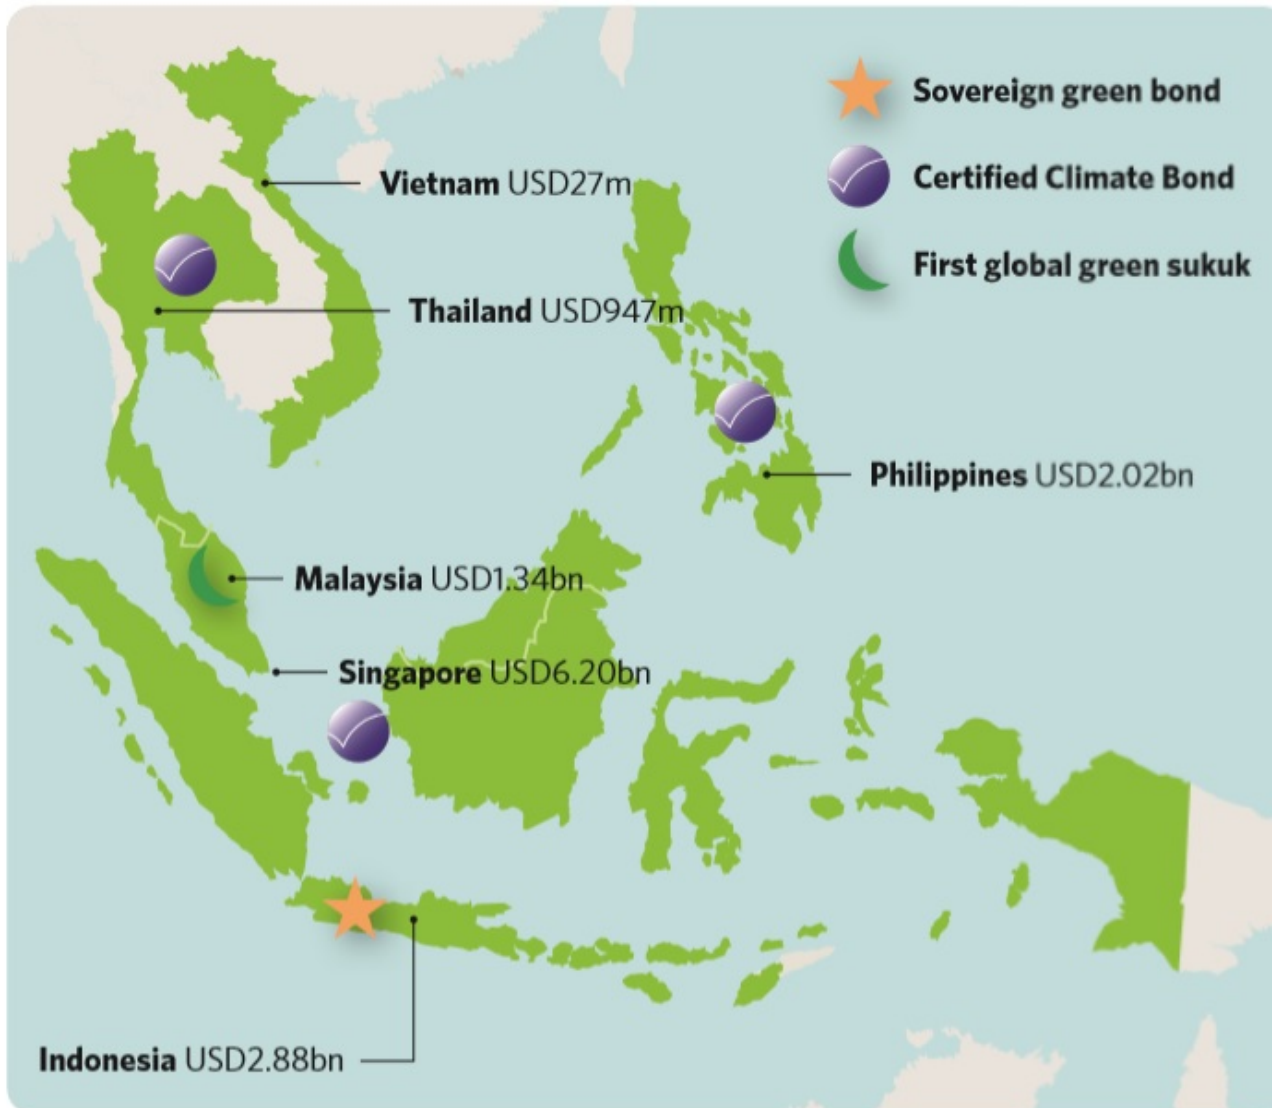 Sovereign green bond
Certified Climate Bond
First global green sukuk
Vietnam USD27m
Thailand USD947m
Philippines USD2.02bn
Malaysia USD1.34bn
Singapore USD6.20bn
Indonesia USD2.88bn